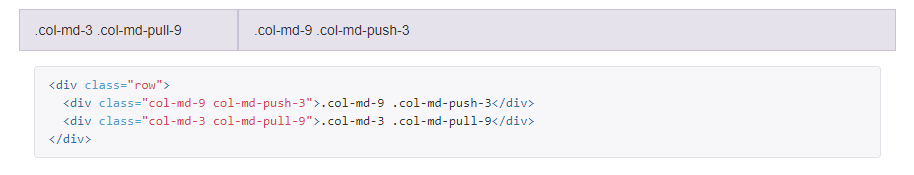 .col-md-3 .col-md-pull-9 .col-md-9 .col-md-push-3
<div class="row">
  <div class="col-md-9 col-md-push-3">.col-md-9 .col-md-push-3</div>
  <div class="col-md-3 col-md-pull-9">.col-md-3 .col-md-pull-9</div>
</div>